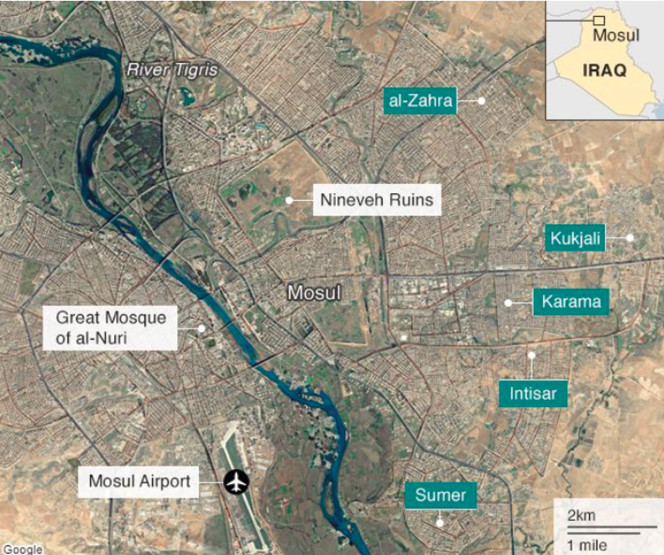 Mosul
River Tigris
IRAQ
al-Zahra
Nineveh Ruins
Kukjali
Mosul
Karama
Great Mosque
of al-Nuri
Intisar
Mosul Airport
Sumer
2km
1 mile
Google